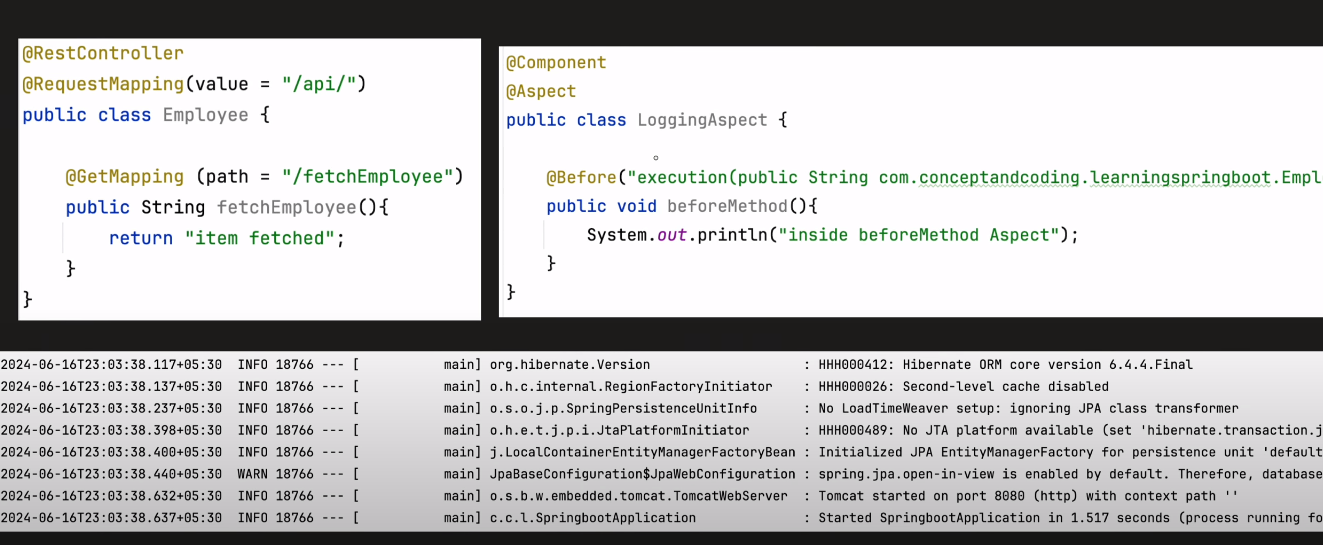 @RestController
@RequestMapping(value = "/api/")
public class Employee {
@GetMapping (path = "/fetchEmployee")
public String fetchEmployee(){
return "item fetched";
}
}
@Component
@Aspect
public class LoggingAspect {
@Before("execution(public String com.conceptandcoding.learningspringboot.Empl
public void beforeMethod(){
System.out.println("inside beforeMethod Aspect");
}
}
2024-06-16T23:03:38.117+05:30 INFO 18766 --- [ main] org.hibernate.Version : HHH000412: Hibernate ORM core version 6.4.4.Final
2024-06-16T23:03:38.137+05:30 INFO 18766 --- [ main] o.h.c.internal.RegionFactoryInitiator : HHH000026: Second-level cache disabled
2024-06-16T23:03:38.237+05:30 INFO 18766 --- [ main] o.s.o.j.p.SpringPersistenceUnitInfo : No LoadTimeWeaver setup: ignoring JPA class transformer
2024-06-16T23:03:38.398+05:30 INFO 18766 --- [ main] o.h.e.t.j.p.i.JtaPlatformInitiator : HHH000489: No JTA platform available (set 'hibernate.transaction.j
2024-06-16T23:03:38.400+05:30 INFO 18766 --- [ main] j.LocalContainerEntityManagerFactoryBean : Initialized JPA EntityManagerFactory for persistence unit 'default
2024-06-16T23:03:38.440+05:30 WARN 18766 --- [ main] JpaBaseConfiguration$JpaWebConfiguration : spring.jpa.open-in-view is enabled by default. Therefore, database
2024-06-16T23:03:38.632+05:30 INFO 18766 --- [ main] o.s.b.w.embedded.tomcat.TomcatWebServer : Tomcat started on port 8080 (http) with context path ''
2024-06-16T23:03:38.637+05:30 INFO 18766 --- [ main] c.c.l.SpringbootApplication : Started SpringbootApplication in 1.517 seconds (process running fo